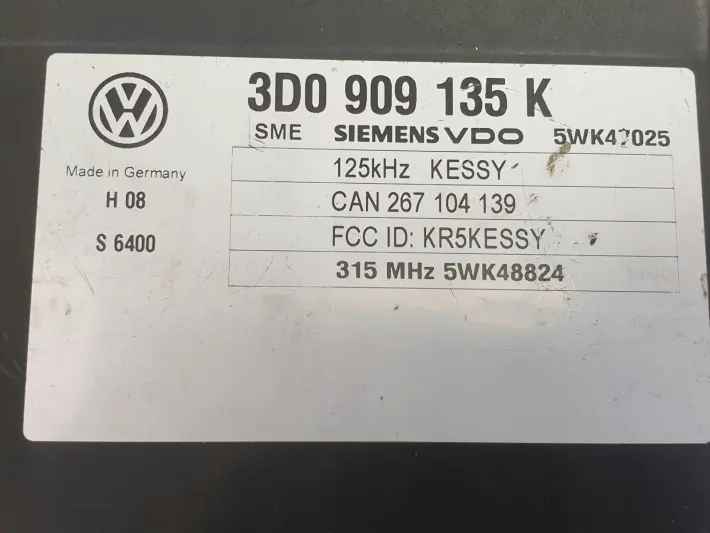 3D0 909 135 K
SME SIEMENS VDO 5WK47025
Made in Germany
H 08
S 6400
125kHz KESSY
CAN 267 104 139
FCC ID: KR5KESSY
315 MHz 5WK48824